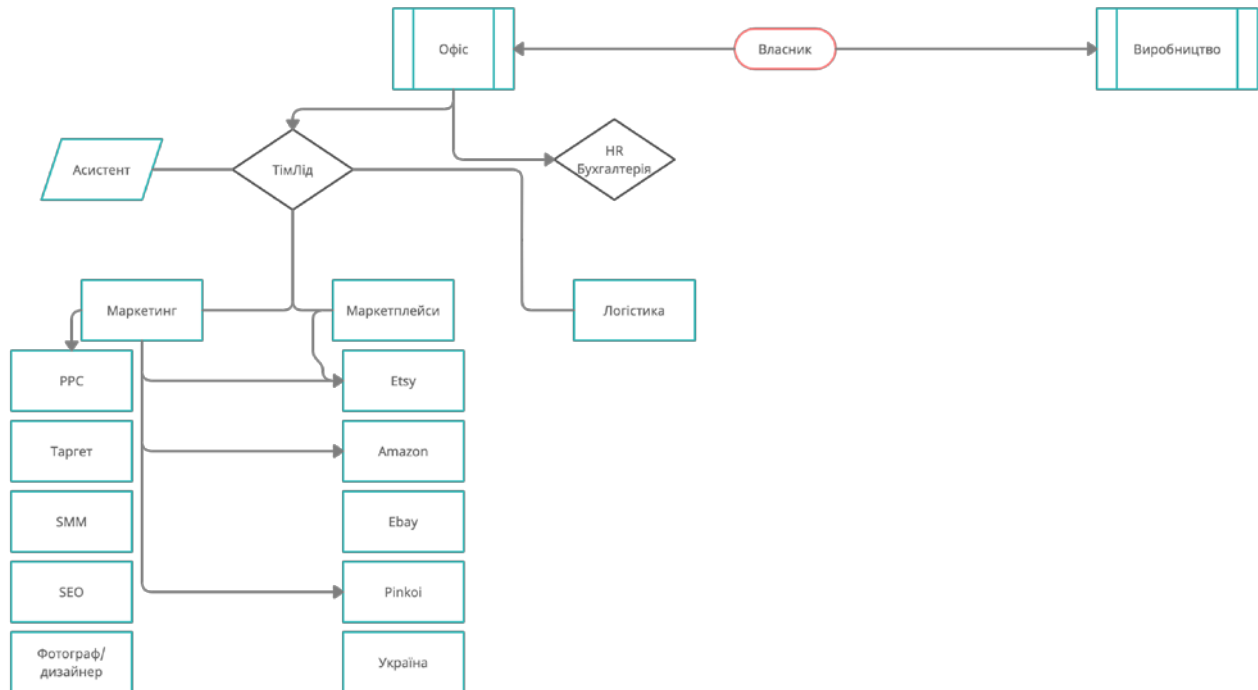 Офіс
Власник
Виробництво
Асистент
ТімЛід
HR
Бухгалтерія
Маркетинг
Маркетплейси
Логістика
PPC
Etsy
Таргет
Amazon
SMM
Ebay
SEO
Pinkoi
Фотограф/
дизайнер
Україна